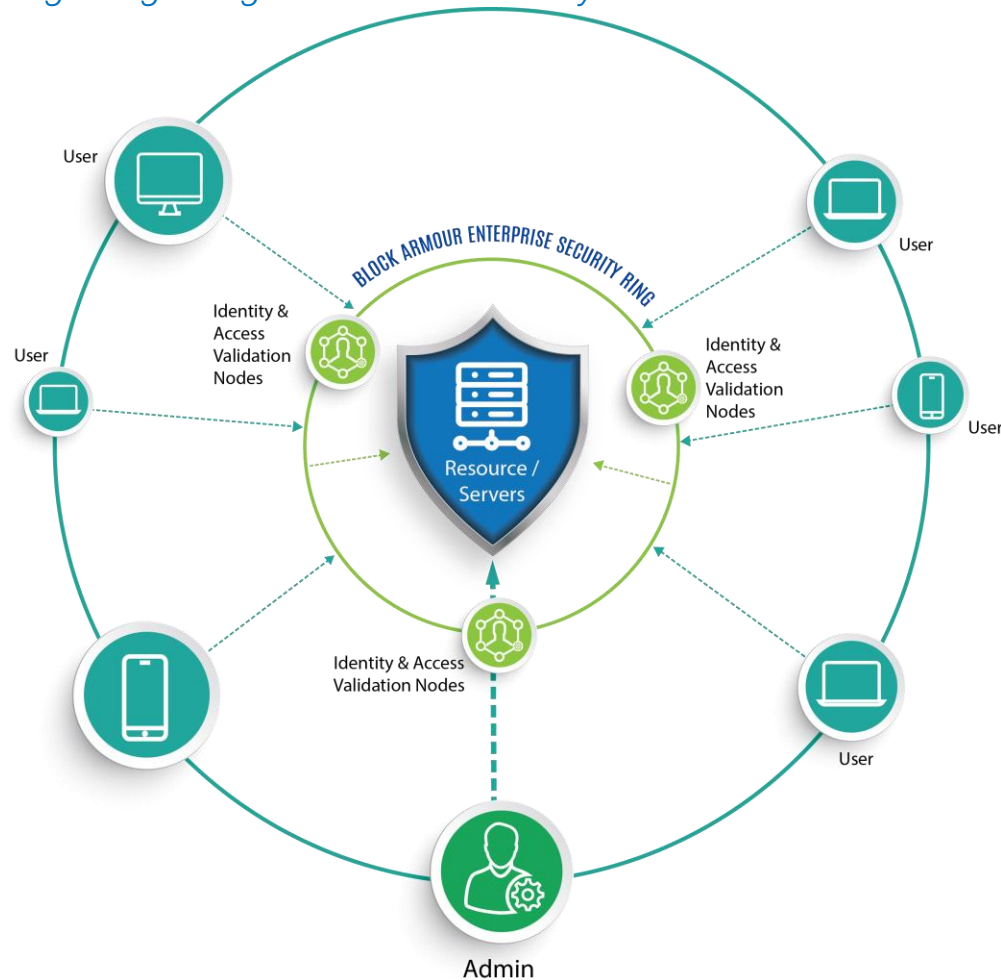 User
User
BLOCK ARMOUR ENTERPRISE SECURITY RING
Identity &
Access
Validation
Nodes
Identity &
Access
Validation
Nodes
User
User
Resource /
Servers
Identity & Access
Validation Nodes
User
Admin